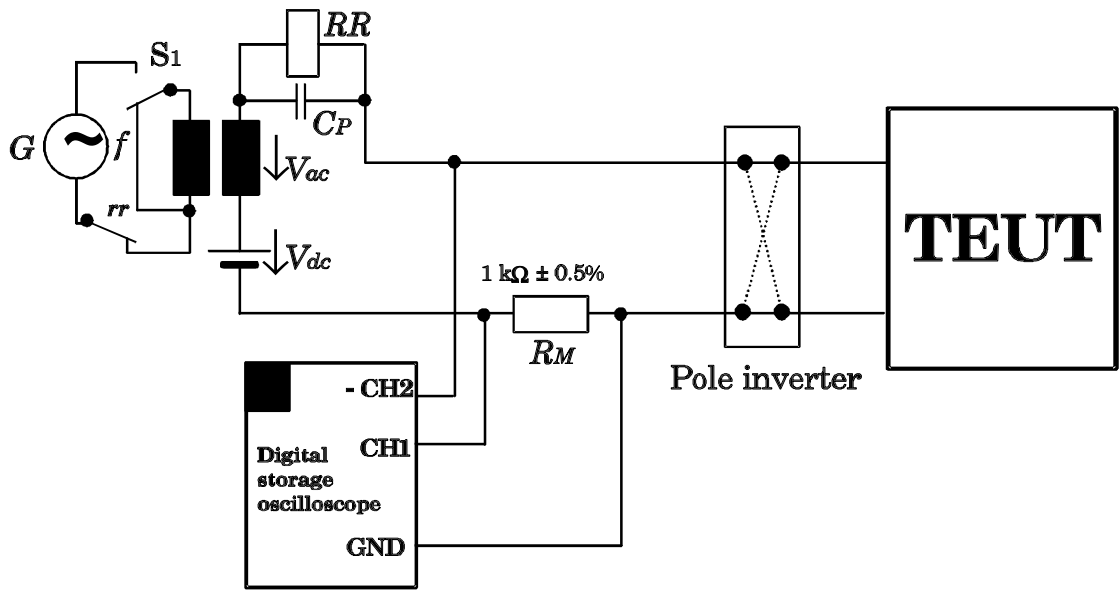 RR
S1
CP
G
f
Vac
rr
Vdc
TEUT
1 kΩ ± 0.5%
RM
Pole inverter
- CH2
CH1
Digital
storage
oscilloscope
GND